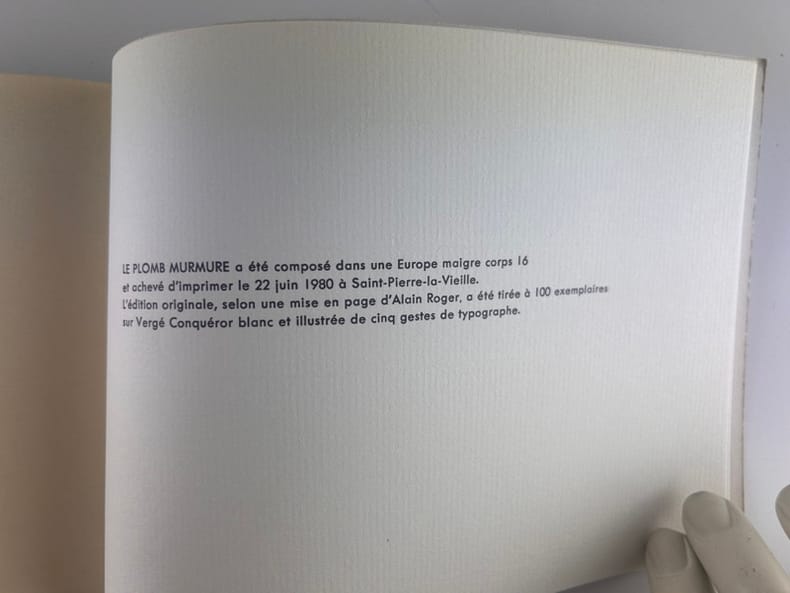 LE PLOMB MURMURE a été composé dans une Europe maigre corps 16
et achevé d'imprimer le 22 juin 1980 à Saint-Pierre-la-Vieille.
L'édition originale, selon une mise en page d'Alain Roger, a été tirée à 100 exemplaires
sur Vergé Conquéror blanc et illustrée de cinq gestes de typographe.